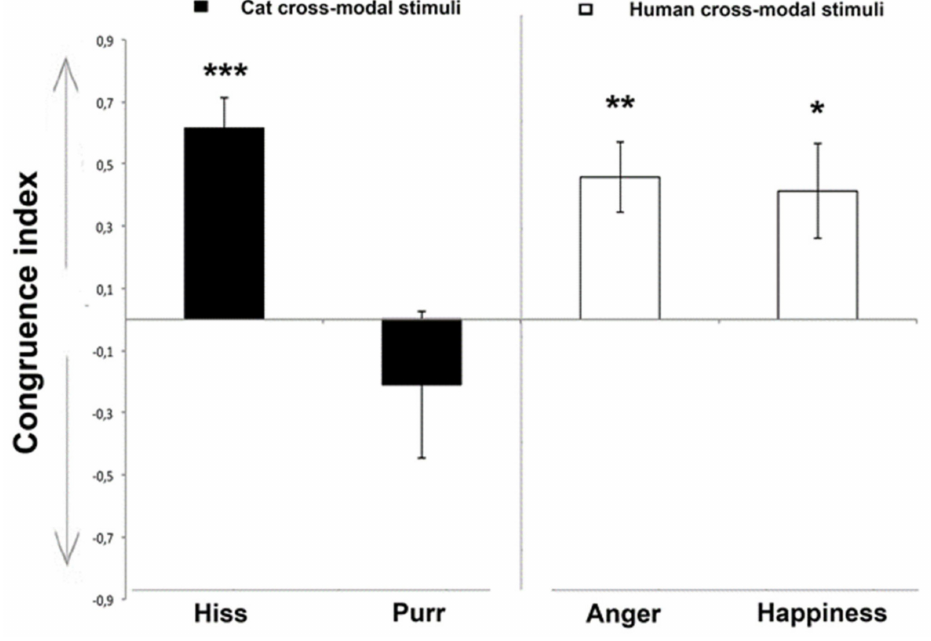 Cat cross-modal stimuli
Human cross-modal stimuli
Congruence index
0,9
0,7
0,5
0,3
0,1
-0,1
-0,3
-0,5
-0,7
-0,9
***
**
*
Hiss
Purr
Anger
Happiness